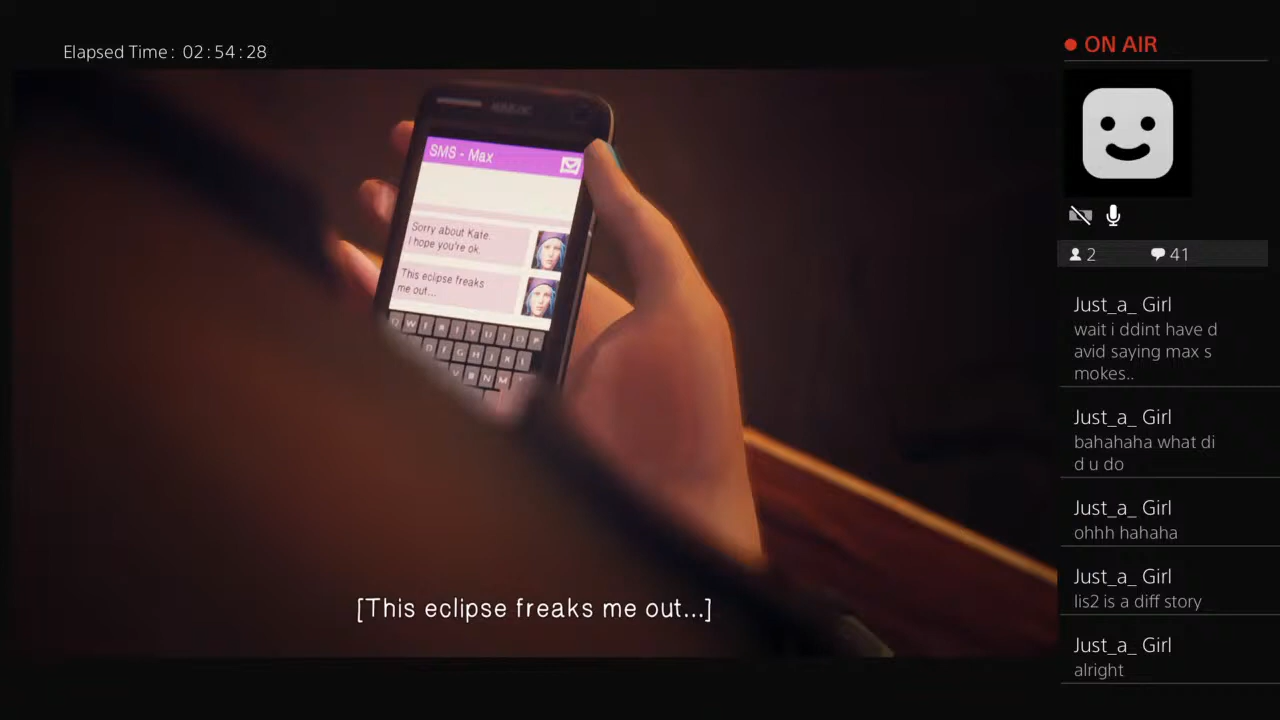 Elapsed Time: 02:54:28
ON AIR
SMS - Max
Sorry about Kate.
I hope you're ok.
This eclipse freaks
me out...
[This eclipse freaks me out...]
2 41
Just_a_ Girl
wait i ddint have d
avid saying max s
mokes..
Just_a_ Girl
bahahaha what di
d u do
Just_a_ Girl
ohhh hahaha
Just_a_ Girl
lis2 is a diff story
Just_a_ Girl
alright